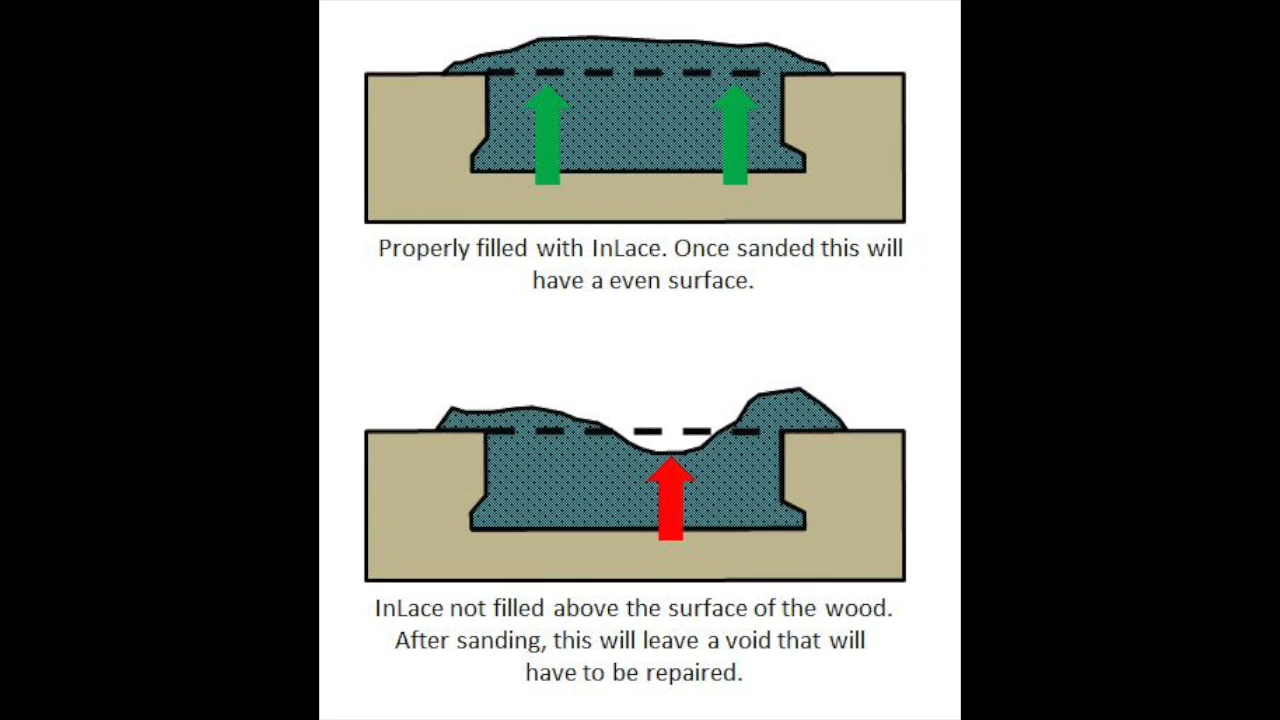 Properly filled with InLace. Once sanded this will
have a even surface.
InLace not filled above the surface of the wood.
After sanding, this will leave a void that will
have to be repaired.